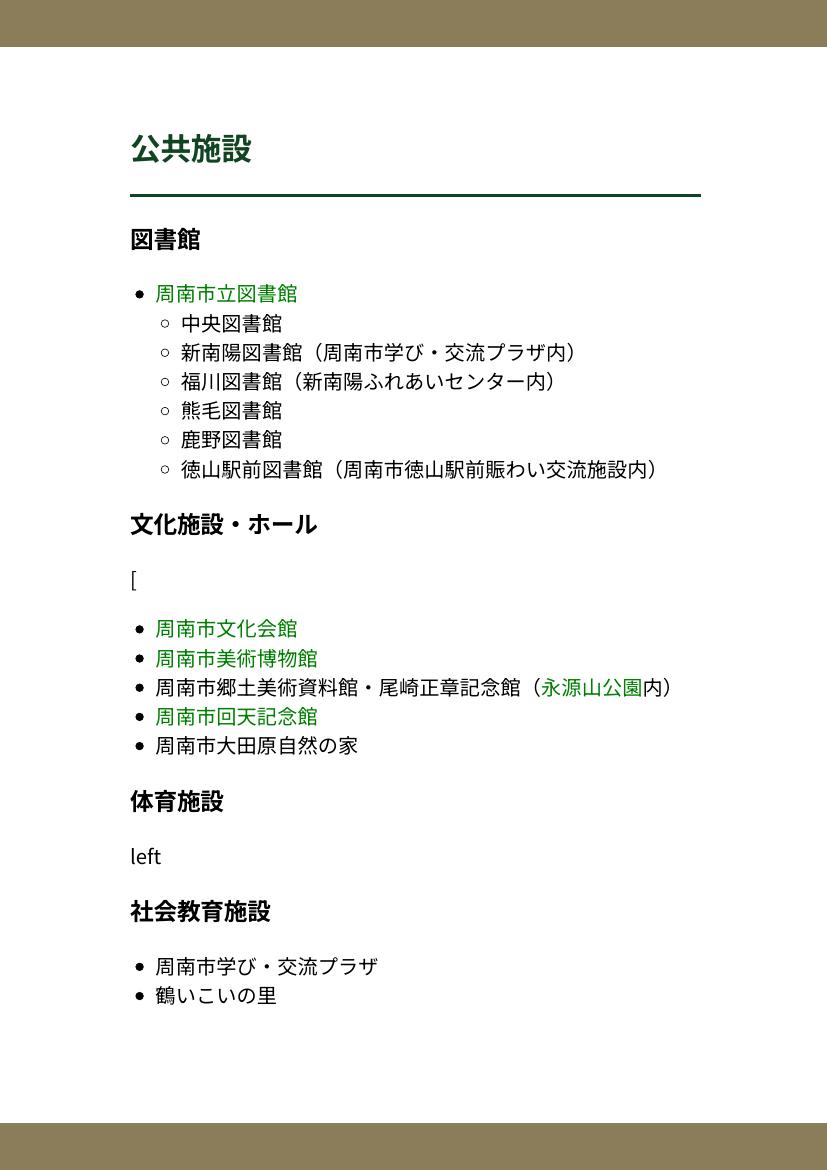 公共施設
図書館
周南市立図書館
中央図書館
新南陽図書館（周南市学び・交流プラザ内）
福川図書館（新南陽ふれあいセンター内）
熊毛図書館
鹿野図書館
徳山駅前図書館（周南市徳山駅前賑わい交流施設内）
文化施設・ホール
[
周南市文化会館
周南市美術博物館
周南市郷土美術資料館・尾崎正章記念館（永源山公園内）
周南市回天記念館
周南市大田原自然の家
体育施設
left
社会教育施設
周南市学び・交流プラザ
鶴いこいの里